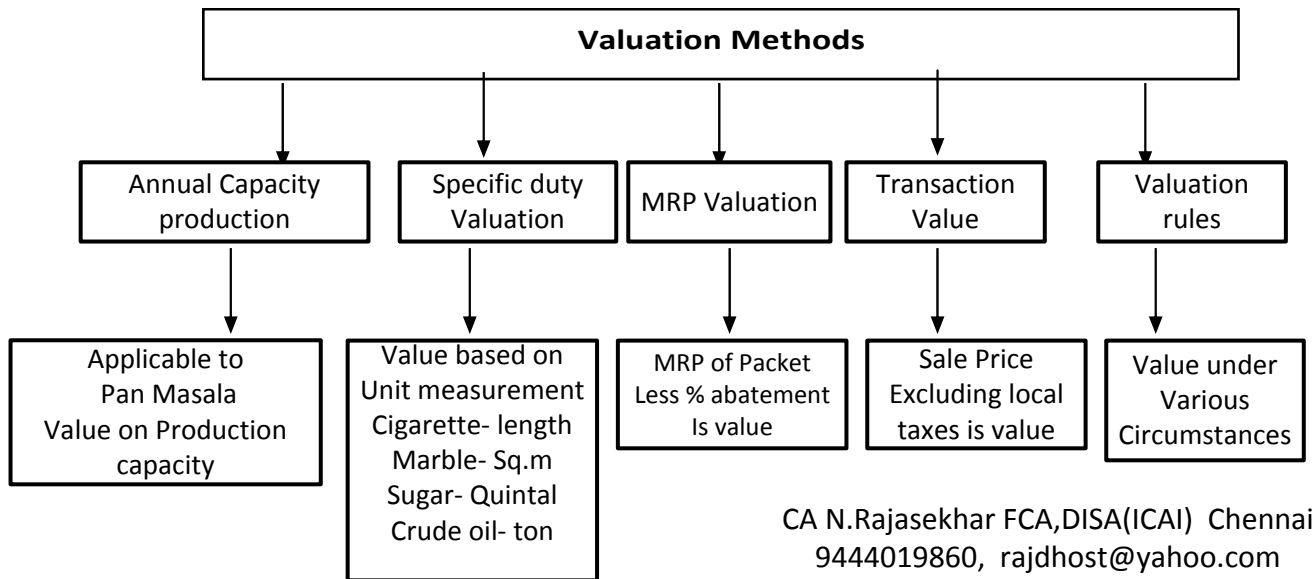 Valuation Methods
Annual Capacity
production
Specific duty
Valuation
MRP Valuation
Transaction
Value
Valuation
rules
Applicable to
Pan Masala
Value on Production
capacity
Value based on
Unit measurement
Cigarette- length
Marble- Sq.m
Sugar- Quintal
Crude oil- ton
MRP of Packet
Less % abatement
Is value
Sale Price
Excluding local
taxes is value
Value under
Various
Circumstances
CA N.Rajasekhar FCA,DISA(ICAI) Chennai
9444019860, rajdhost@yahoo.com